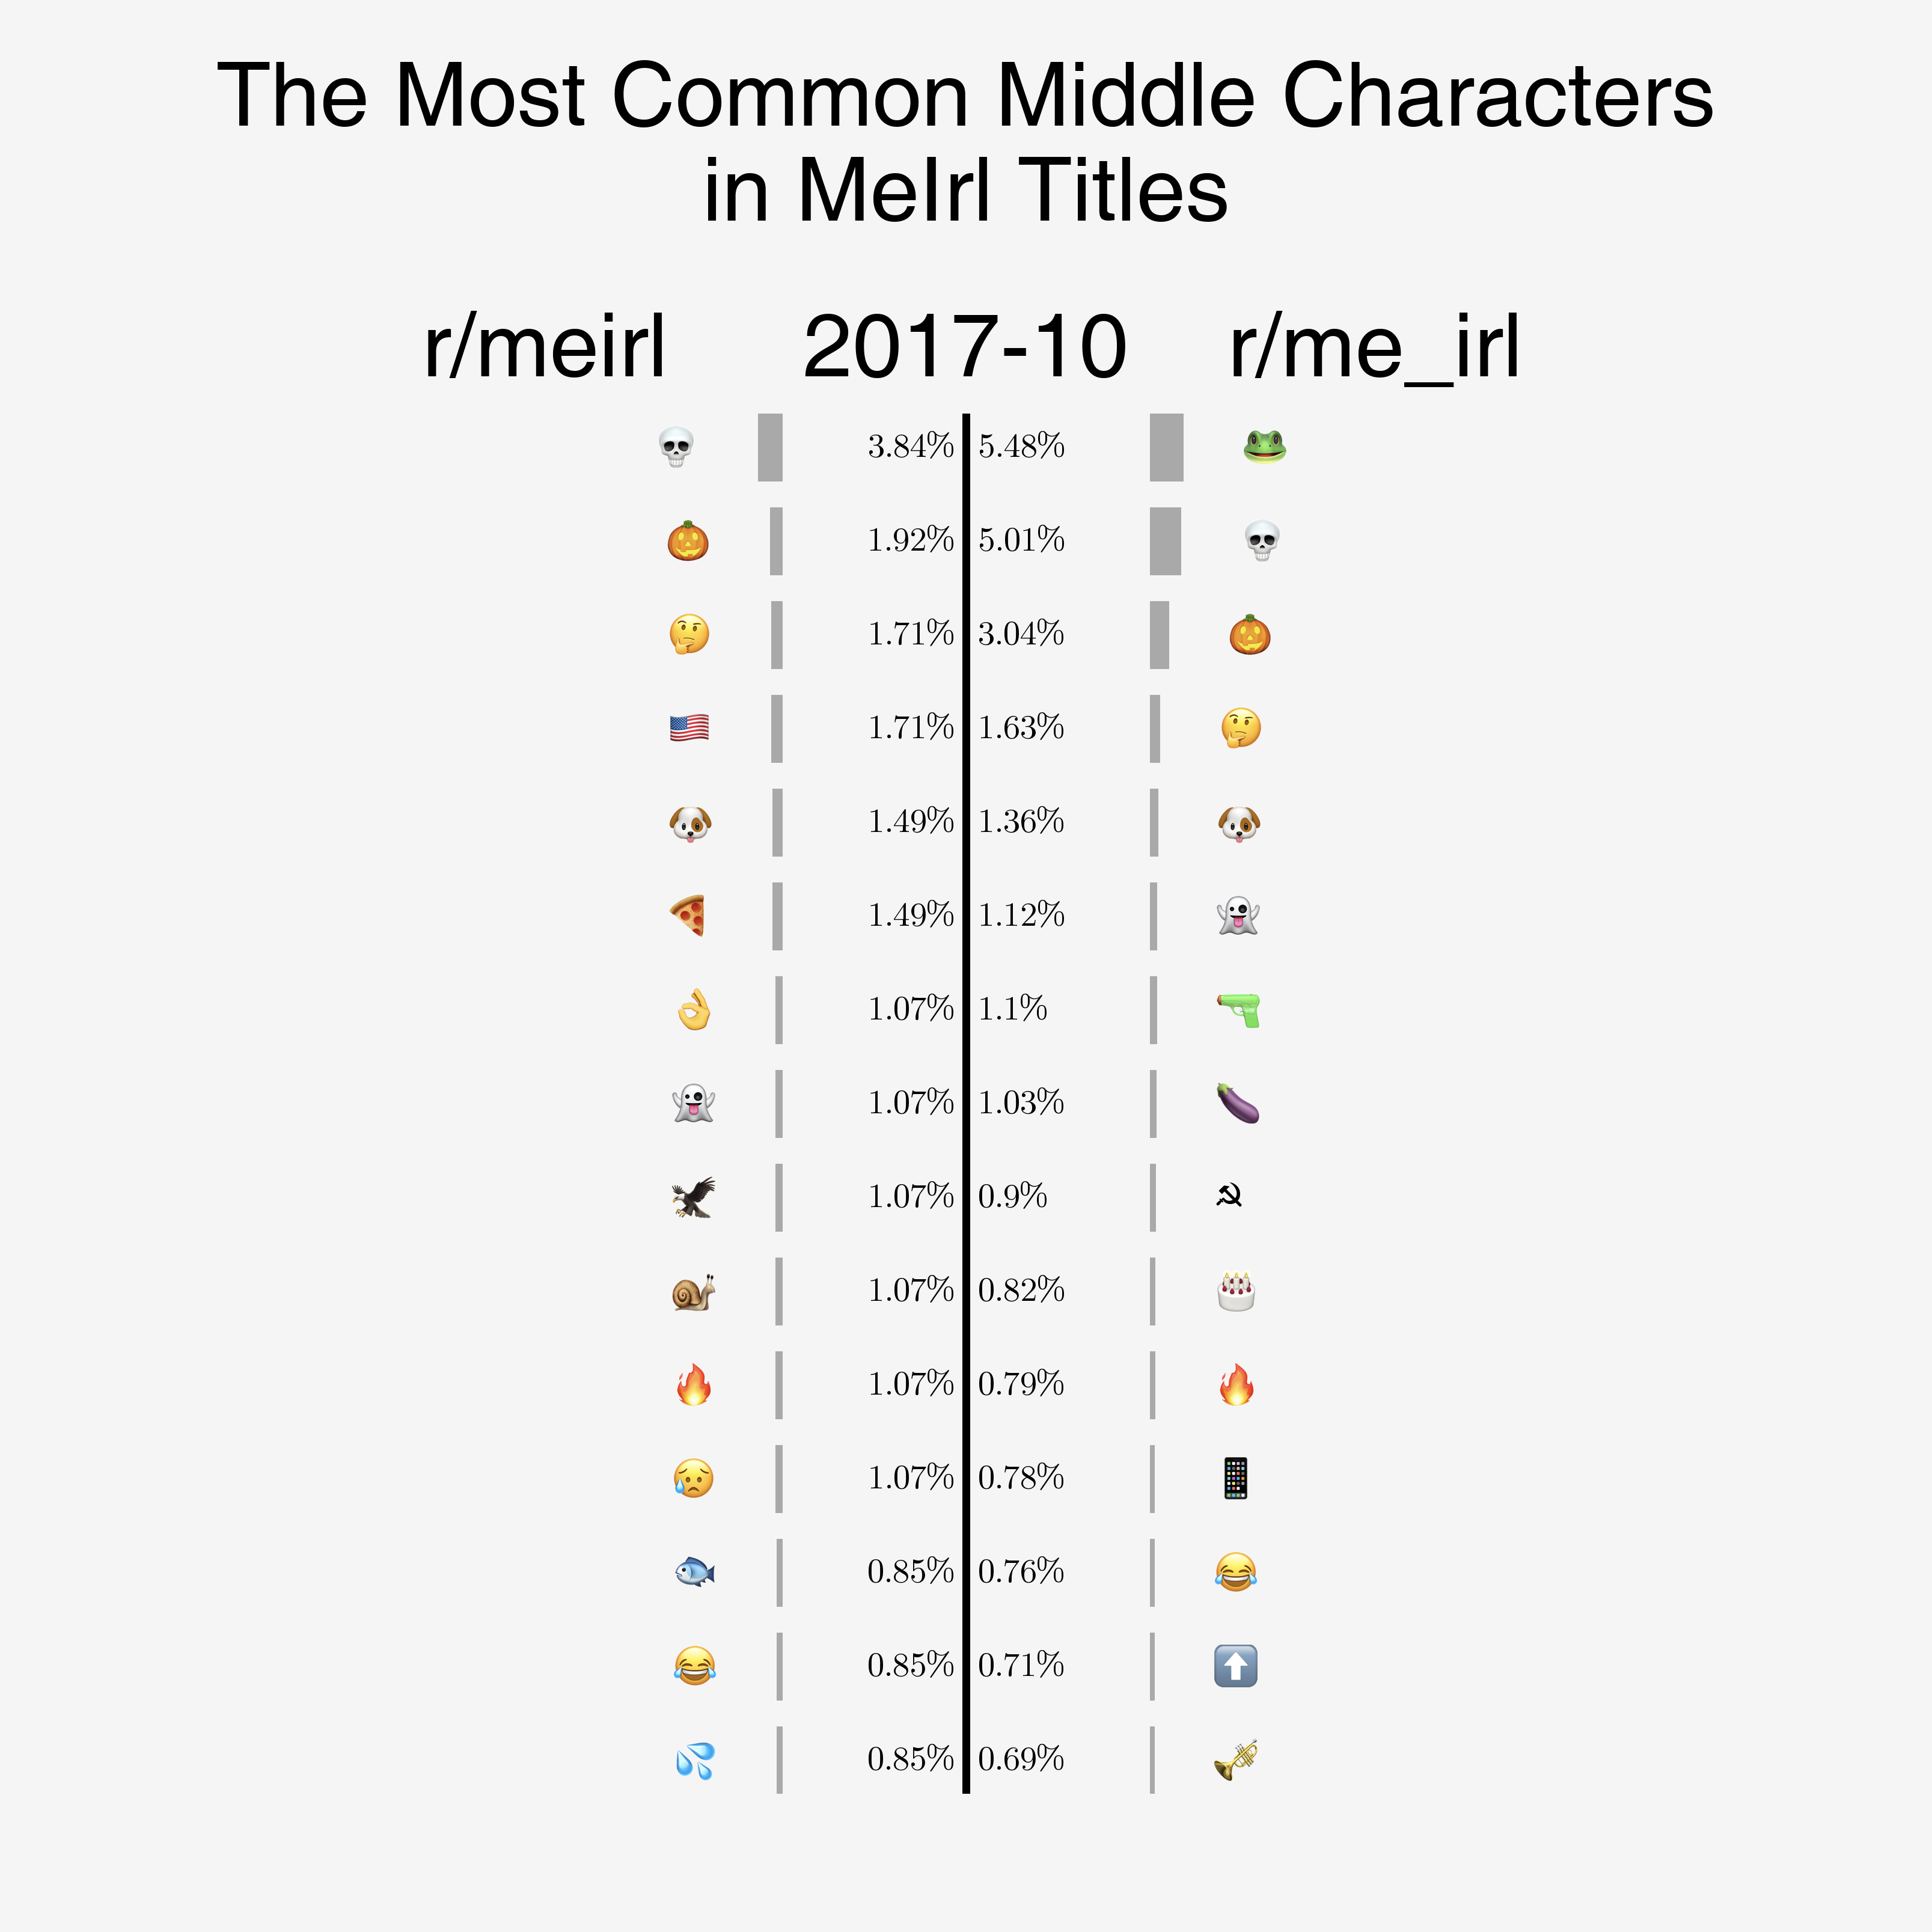 The Most Common Middle Characters
in MeIrl Titles
r/meirl 2017-10 r/me_irl
💀 3.84% 5.48% 🐸
🎃 1.92% 5.01% 💀
🤔 1.71% 3.04% 🎃
🇺🇸 1.71% 1.63% 🤔
🐶 1.49% 1.36% 🐶
🍕 1.49% 1.12% 👻
👌 1.07% 1.1% 🔫
👻 1.07% 1.03% 🍆
🦅 1.07% 0.9% ☭
🐌 1.07% 0.82% 🎂
🔥 1.07% 0.79% 🔥
😥 1.07% 0.78% 📱
🐟 0.85% 0.76% 😂
😂 0.85% 0.71% ⬆️
💦 0.85% 0.69% 🎺